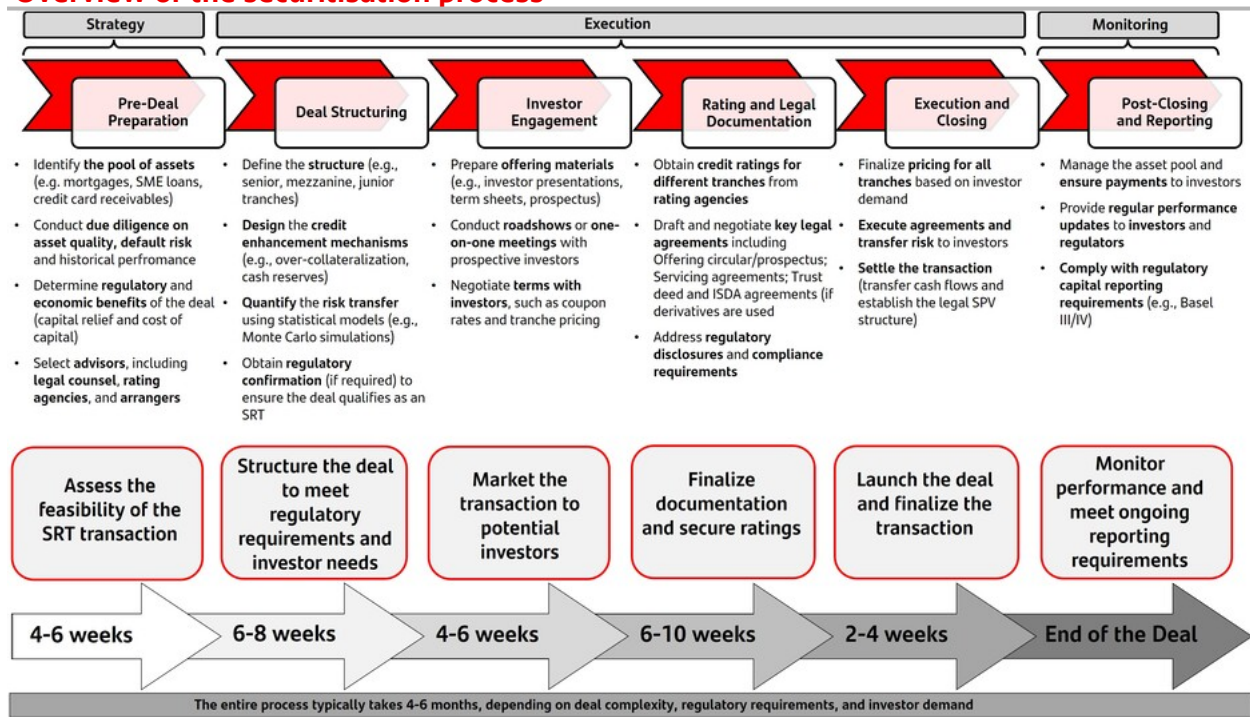 Overview of the securitisation process
Strategy
Execution
Monitoring
Pre-Deal
Preparation
Deal Structuring
Investor
Engagement
Rating and Legal
Documentation
Execution and
Closing
Post-Closing
and Reporting
• Identify the pool of assets
(e.g. mortgages, SME loans,
credit card receivables)
• Conduct due diligence on
asset quality, default risk
and historical perfromance
• Determine regulatory and
economic benefits of the deal
(capital relief and cost of
capital)
• Select advisors, including
legal counsel, rating
agencies, and arrangers
• Define the structure (e.g.,
senior, mezzanine, junior
tranches)
• Design the credit
enhancement mechanisms
(e.g., over-collateralization,
cash reserves)
• Quantify the risk transfer
using statistical models (e.g.,
Monte Carlo simulations)
• Obtain regulatory
confirmation (if required) to
ensure the deal qualifies as an
SRT
• Prepare offering materials
(e.g., investor presentations,
term sheets, prospectus)
• Conduct roadshows or one-
on-one meetings with
prospective investors
• Negotiate terms with
investors, such as coupon
rates and tranche pricing
• Obtain credit ratings for
different tranches from
rating agencies
• Draft and negotiate key legal
agreements including
Offering circular/prospectus;
Servicing agreements; Trust
deed and ISDA agreements (if
derivatives are used
• Address regulatory
disclosures and compliance
requirements
• Finalize pricing for all
tranches based on investor
demand
• Execute agreements and
transfer risk to investors
• Settle the transaction
(transfer cash flows and
establish the legal SPV
structure)
• Manage the asset pool and
ensure payments to investors
• Provide regular performance
updates to investors and
regulators
• Comply with regulatory
capital reporting
requirements (e.g., Basel
III/IV)
Assess the
feasibility of the
SRT transaction
Structure the deal
to meet
regulatory
requirements and
investor needs
Market the
transaction to
potential
investors
Finalize
documentation
and secure ratings
Launch the deal
and finalize the
transaction
Monitor
performance and
meet ongoing
reporting
requirements
4-6 weeks
6-8 weeks
4-6 weeks
6-10 weeks
2-4 weeks
End of the Deal
The entire process typically takes 4-6 months, depending on deal complexity, regulatory requirements, and investor demand